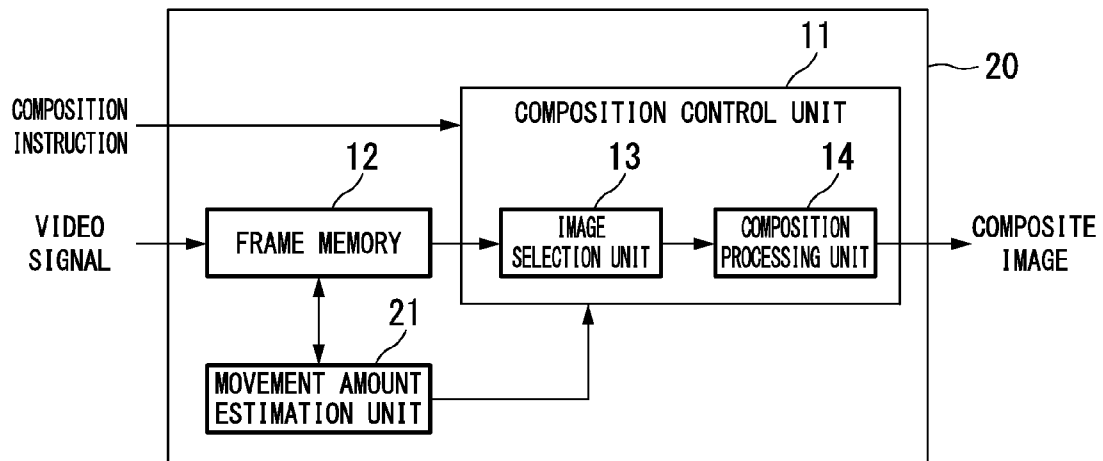 11
20
COMPOSITION
INSTRUCTION
COMPOSITION CONTROL UNIT
12
13
14
VIDEO
SIGNAL
FRAME MEMORY
IMAGE
SELECTION UNIT
COMPOSITION
PROCESSING UNIT
COMPOSITE
IMAGE
21
MOVEMENT AMOUNT
ESTIMATION UNIT